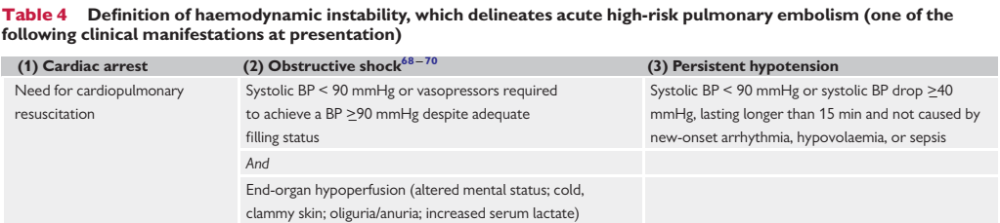 Table 4 Definition of haemodynamic instability, which delineates acute high-risk pulmonary embolism (one of the
following clinical manifestations at presentation)
(1) Cardiac arrest
Need for cardiopulmonary
resuscitation
(2) Obstructive shock68−70
Systolic BP < 90 mmHg or vasopressors required
to achieve a BP ≥90 mmHg despite adequate
filling status
And
End-organ hypoperfusion (altered mental status; cold,
clammy skin; oliguria/anuria; increased serum lactate)
(3) Persistent hypotension
Systolic BP < 90 mmHg or systolic BP drop ≥40
mmHg, lasting longer than 15 min and not caused by
new-onset arrhythmia, hypovolaemia, or sepsis